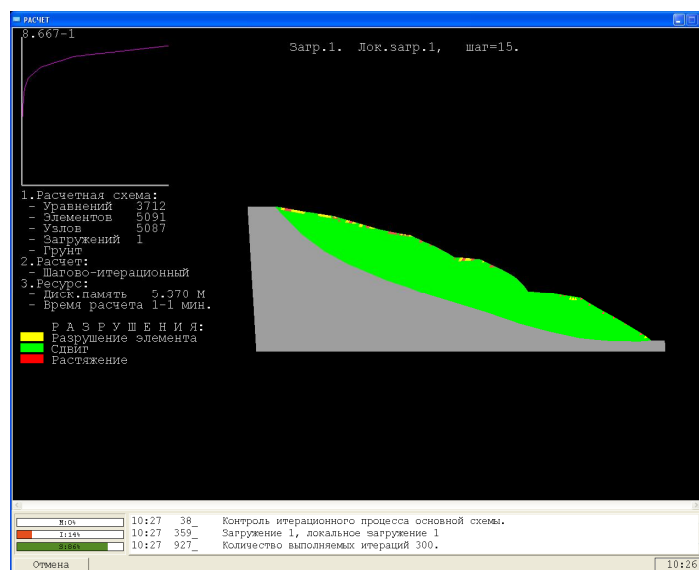 РАСЧЕТ
8.667-1
Загр.1. Лок.загр.1, шаг=15.
1.Расчетная схема:
- Уравнений 3712
- Элементов 5091
- Узлов 5087
- Загружений 1
- Грунт
2.Расчет:
- Шагово-итерационный
3.Ресурс:
- Диск.память 5.370 М
- Время расчета 1-1 мин.
Р А З Р У Ш Е Н И Я:
Разрушение элемента
Сдвиг
Растяжение
M:0%
I:14%
S:86%
10:27 38_ Контроль итерационного процесса основной схемы.
10:27 359_ Загружение 1, локальное загружение 1
10:27 927_ Количество выполняемых итераций 300.
Отмена
10:26